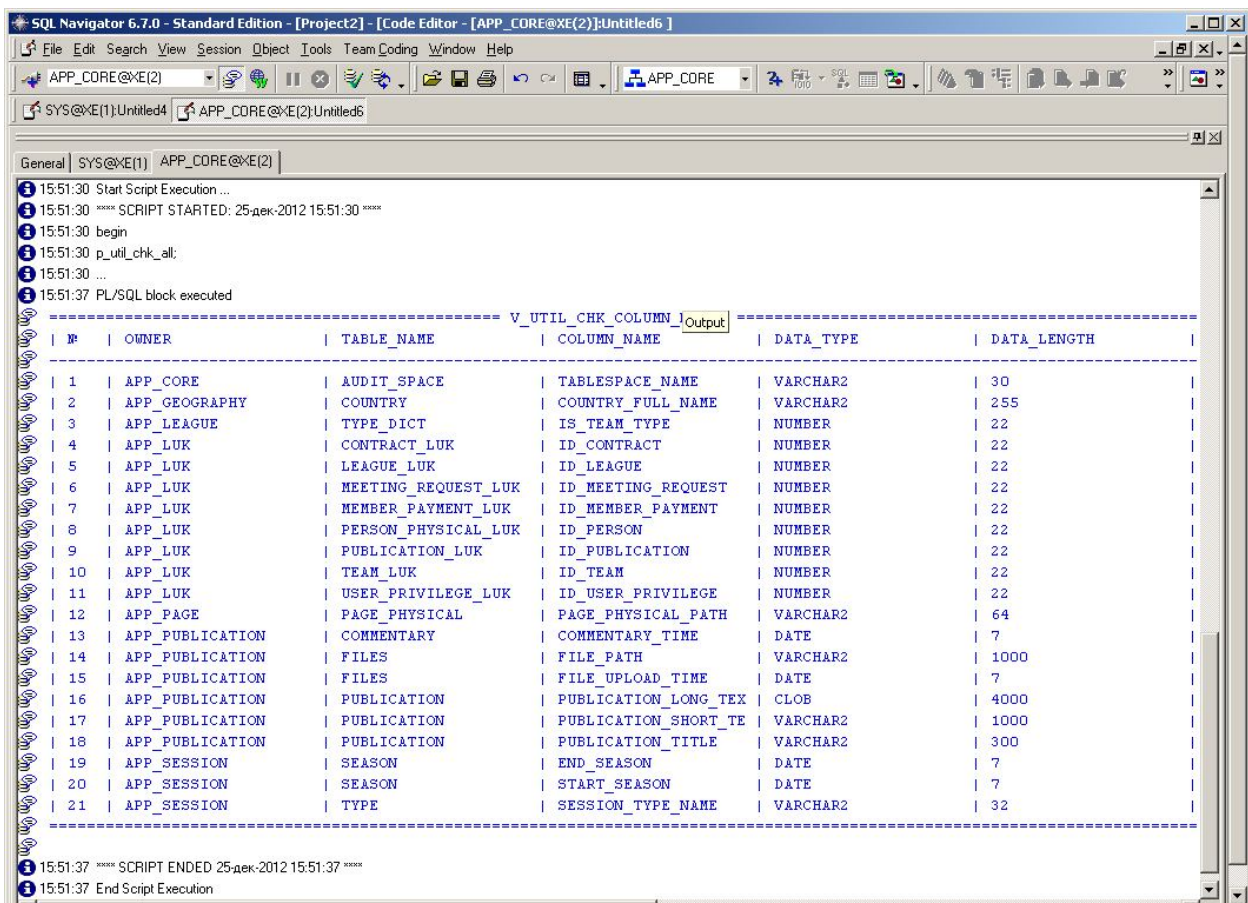 SQL Navigator 6.7.0 - Standard Edition - [Project2] - [Code Editor - [APP_CORE@XE(2)]:Untitled6 ]
File Edit Search View Session Object Tools Team Coding Window Help
APP_CORE@XE(2) APP_CORE
SYS@XE(1):Untitled4 APP_CORE@XE(2):Untitled6
General SYS@XE(1) APP_CORE@XE(2)
15:51:30 Start Script Execution ...
15:51:30 **** SCRIPT STARTED: 25-дек-2012 15:51:30 ****
15:51:30 begin
15:51:30 p_util_chk_all;
15:51:30 ...
15:51:37 PL/SQL block executed
V_UTIL_CHK_COLUMN_ Output
| № | OWNER | TABLE_NAME | COLUMN_NAME | DATA_TYPE | DATA_LENGTH |
| 1 | APP_CORE | AUDIT_SPACE | TABLESPACE_NAME | VARCHAR2 | 30 |
| 2 | APP_GEOGRAPHY | COUNTRY | COUNTRY_FULL_NAME | VARCHAR2 | 255 |
| 3 | APP_LEAGUE | TYPE_DICT | IS_TEAM_TYPE | NUMBER | 22 |
| 4 | APP_LUK | CONTRACT_LUK | ID_CONTRACT | NUMBER | 22 |
| 5 | APP_LUK | LEAGUE_LUK | ID_LEAGUE | NUMBER | 22 |
| 6 | APP_LUK | MEETING_REQUEST_LUK | ID_MEETING_REQUEST | NUMBER | 22 |
| 7 | APP_LUK | MEMBER_PAYMENT_LUK | ID_MEMBER_PAYMENT | NUMBER | 22 |
| 8 | APP_LUK | PERSON_PHYSICAL_LUK | ID_PERSON | NUMBER | 22 |
| 9 | APP_LUK | PUBLICATION_LUK | ID_PUBLICATION | NUMBER | 22 |
| 10 | APP_LUK | TEAM_LUK | ID_TEAM | NUMBER | 22 |
| 11 | APP_LUK | USER_PRIVILEGE_LUK | ID_USER_PRIVILEGE | NUMBER | 22 |
| 12 | APP_PAGE | PAGE_PHYSICAL | PAGE_PHYSICAL_PATH | VARCHAR2 | 64 |
| 13 | APP_PUBLICATION | COMMENTARY | COMMENTARY_TIME | DATE | 7 |
| 14 | APP_PUBLICATION | FILES | FILE_PATH | VARCHAR2 | 1000 |
| 15 | APP_PUBLICATION | FILES | FILE_UPLOAD_TIME | DATE | 7 |
| 16 | APP_PUBLICATION | PUBLICATION | PUBLICATION_LONG_TEX | CLOB | 4000 |
| 17 | APP_PUBLICATION | PUBLICATION | PUBLICATION_SHORT_TE | VARCHAR2 | 1000 |
| 18 | APP_PUBLICATION | PUBLICATION | PUBLICATION_TITLE | VARCHAR2 | 300 |
| 19 | APP_SESSION | SEASON | END_SEASON | DATE | 7 |
| 20 | APP_SESSION | SEASON | START_SEASON | DATE | 7 |
| 21 | APP_SESSION | TYPE | SESSION_TYPE_NAME | VARCHAR2 | 32 |
15:51:37 **** SCRIPT ENDED 25-дек-2012 15:51:37 ****
15:51:37 End Script Execution